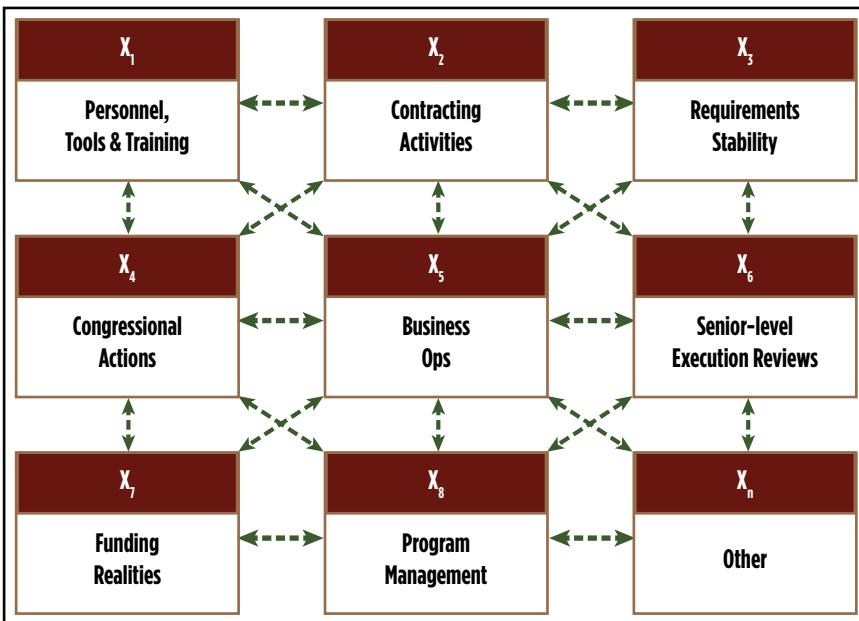 X₁
Personnel,
Tools & Training
X₂
Contracting
Activities
X₃
Requirements
Stability
X₄
Congressional
Actions
X₅
Business
Ops
X₆
Senior-level
Execution Reviews
X₇
Funding
Realities
X₈
Program
Management
Xₙ
Other